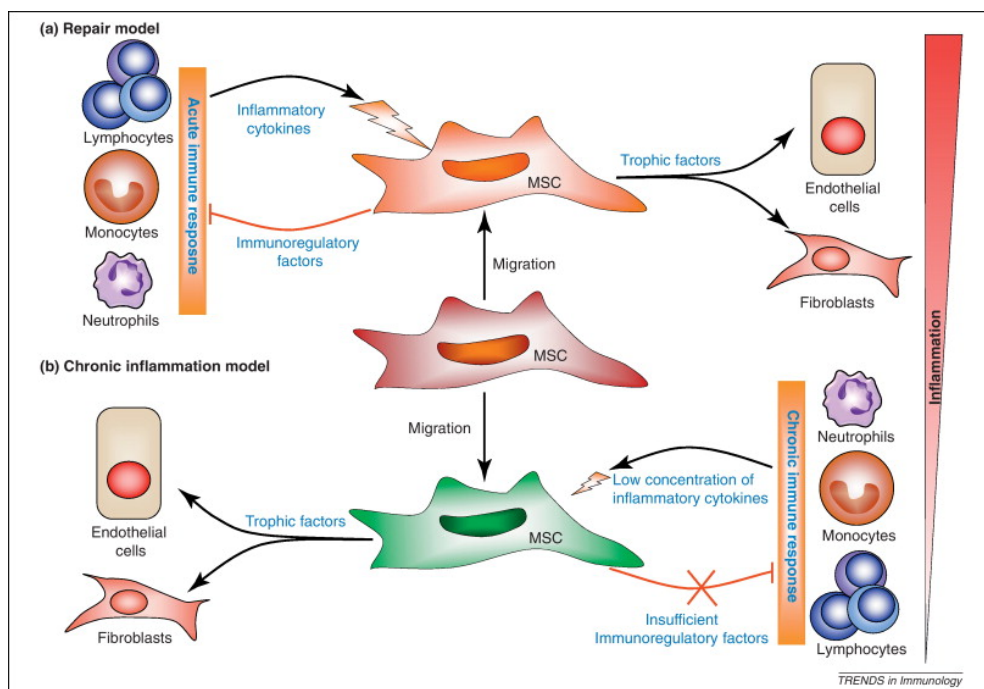 (a) Repair model
Lymphocytes
Monocytes
Neutrophils
Acute immune resposne
Inflammatory
cytokines
Immunoregulatory
factors
MSC
Trophic factors
Endothelial
cells
Fibroblasts
Migration
MSC
Inflammation
(b) Chronic inflammation model
Migration
Endothelial
cells
Fibroblasts
Trophic factors
MSC
Low concentration of
inflammatory cytokines
Insufficient
Immunoregulatory factors
Chronic immune response
Neutrophils
Monocytes
Lymphocytes
TRENDS in Immunology